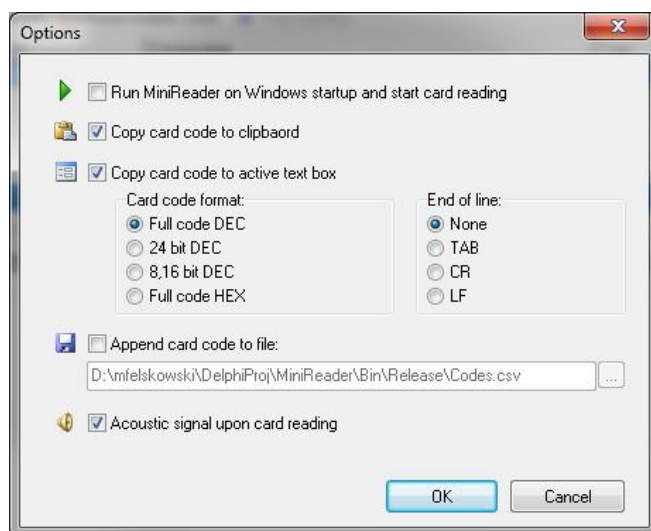 Options
Run MiniReader on Windows startup and start card reading
Copy card code to clipbaord
Copy card code to active text box
Card code format:
Full code DEC
24 bit DEC
8,16 bit DEC
Full code HEX
End of line:
None
TAB
CR
LF
Append card code to file:
D:\mfelskowski\DelphiProj\MiniReader\Bin\Release\Codes.csv
...
Acoustic signal upon card reading
OK
Cancel